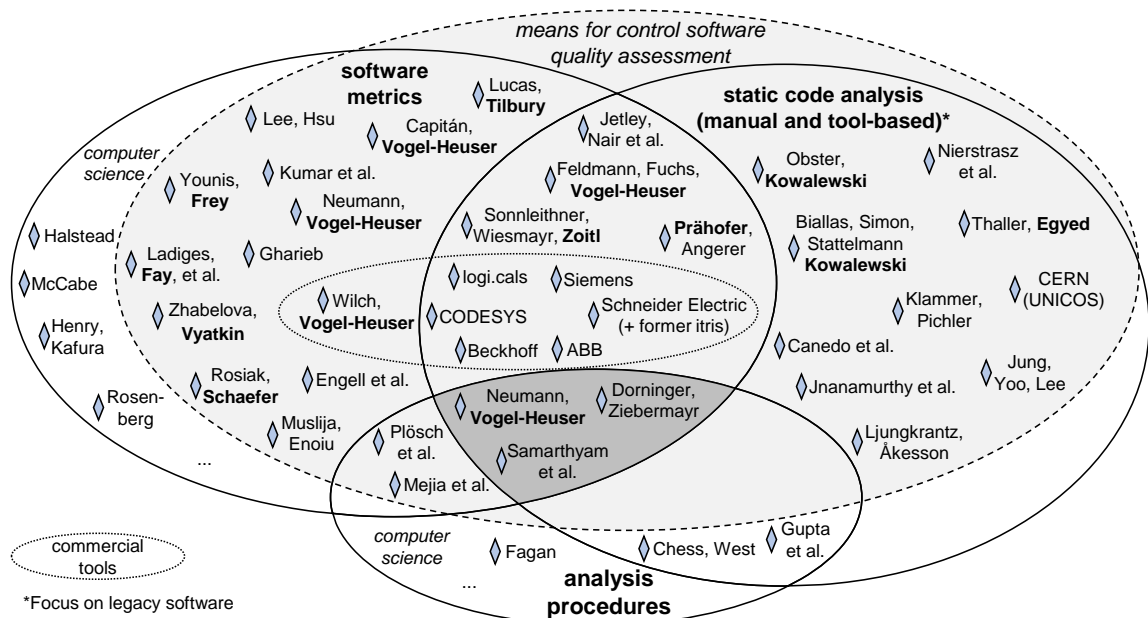 means for control software
quality assessment
software
metrics
static code analysis
(manual and tool-based)*
computer
science
Lucas,
Tilbury
Lee, Hsu
Capitán,
Vogel-Heuser
Jetley,
Nair et al.
Kumar et al.
Younis,
Frey
Neumann,
Vogel-Heuser
Feldmann, Fuchs,
Vogel-Heuser
Obster,
Kowalewski
Nierstrasz
et al.
Halstead
Ladiges,
Fay, et al.
Gharieb
Sonnleithner,
Wiesmayr, Zoitl
Prähofer,
Angerer
Biallas, Simon,
Stattelmann
Kowalewski
Thaller, Egyed
McCabe
Zhabelova,
Vyatkin
Wilch,
Vogel-Heuser
logi.cals
Siemens
CODESYS
Schneider Electric
(+ former itris)
Beckhoff
ABB
Klammer,
Pichler
CERN
(UNICOS)
Henry,
Kafura
Canedo et al.
Rosen-
berg
Rosiak,
Schaefer
Engell et al.
Neumann,
Vogel-Heuser
Dorninger,
Ziebermayr
Jnanamurthy et al.
Jung,
Yoo, Lee
Muslija,
Enoiu
Plösch
et al.
Samarthyam
et al.
Ljungkrantz,
Åkesson
...
Mejia et al.
computer
science
Fagan
Chess, West
Gupta
et al.
...
analysis
procedures
commercial
tools
*Focus on legacy software